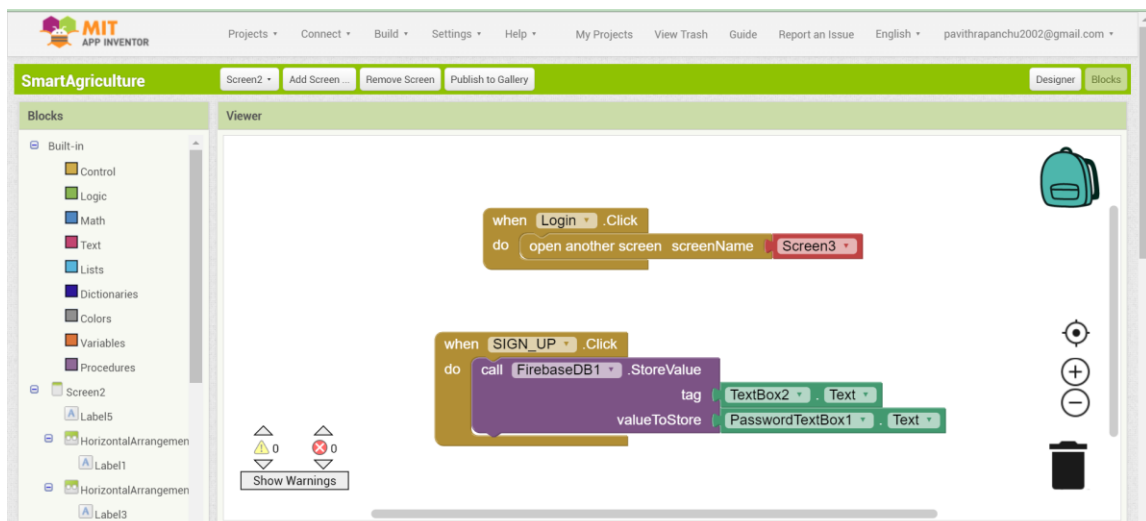 MIT
APP INVENTOR
Projects Connect Build Settings Help My Projects View Trash Guide Report an Issue English pavithrapanchu2002@gmail.com
SmartAgriculture Screen2 Add Screen ... Remove Screen Publish to Gallery Designer Blocks
Blocks Viewer
Built-in
Control
Logic
Math
Text
Lists
Dictionaries
Colors
Variables
Procedures
Screen2
Label5
HorizontalArrangemen
Label1
HorizontalArrangemen
Label3
when Login .Click
do open another screen screenName Screen3
when SIGN_UP .Click
do call FirebaseDB1 .StoreValue
tag TextBox2 . Text
valueToStore PasswordTextBox1 . Text
0 0
Show Warnings